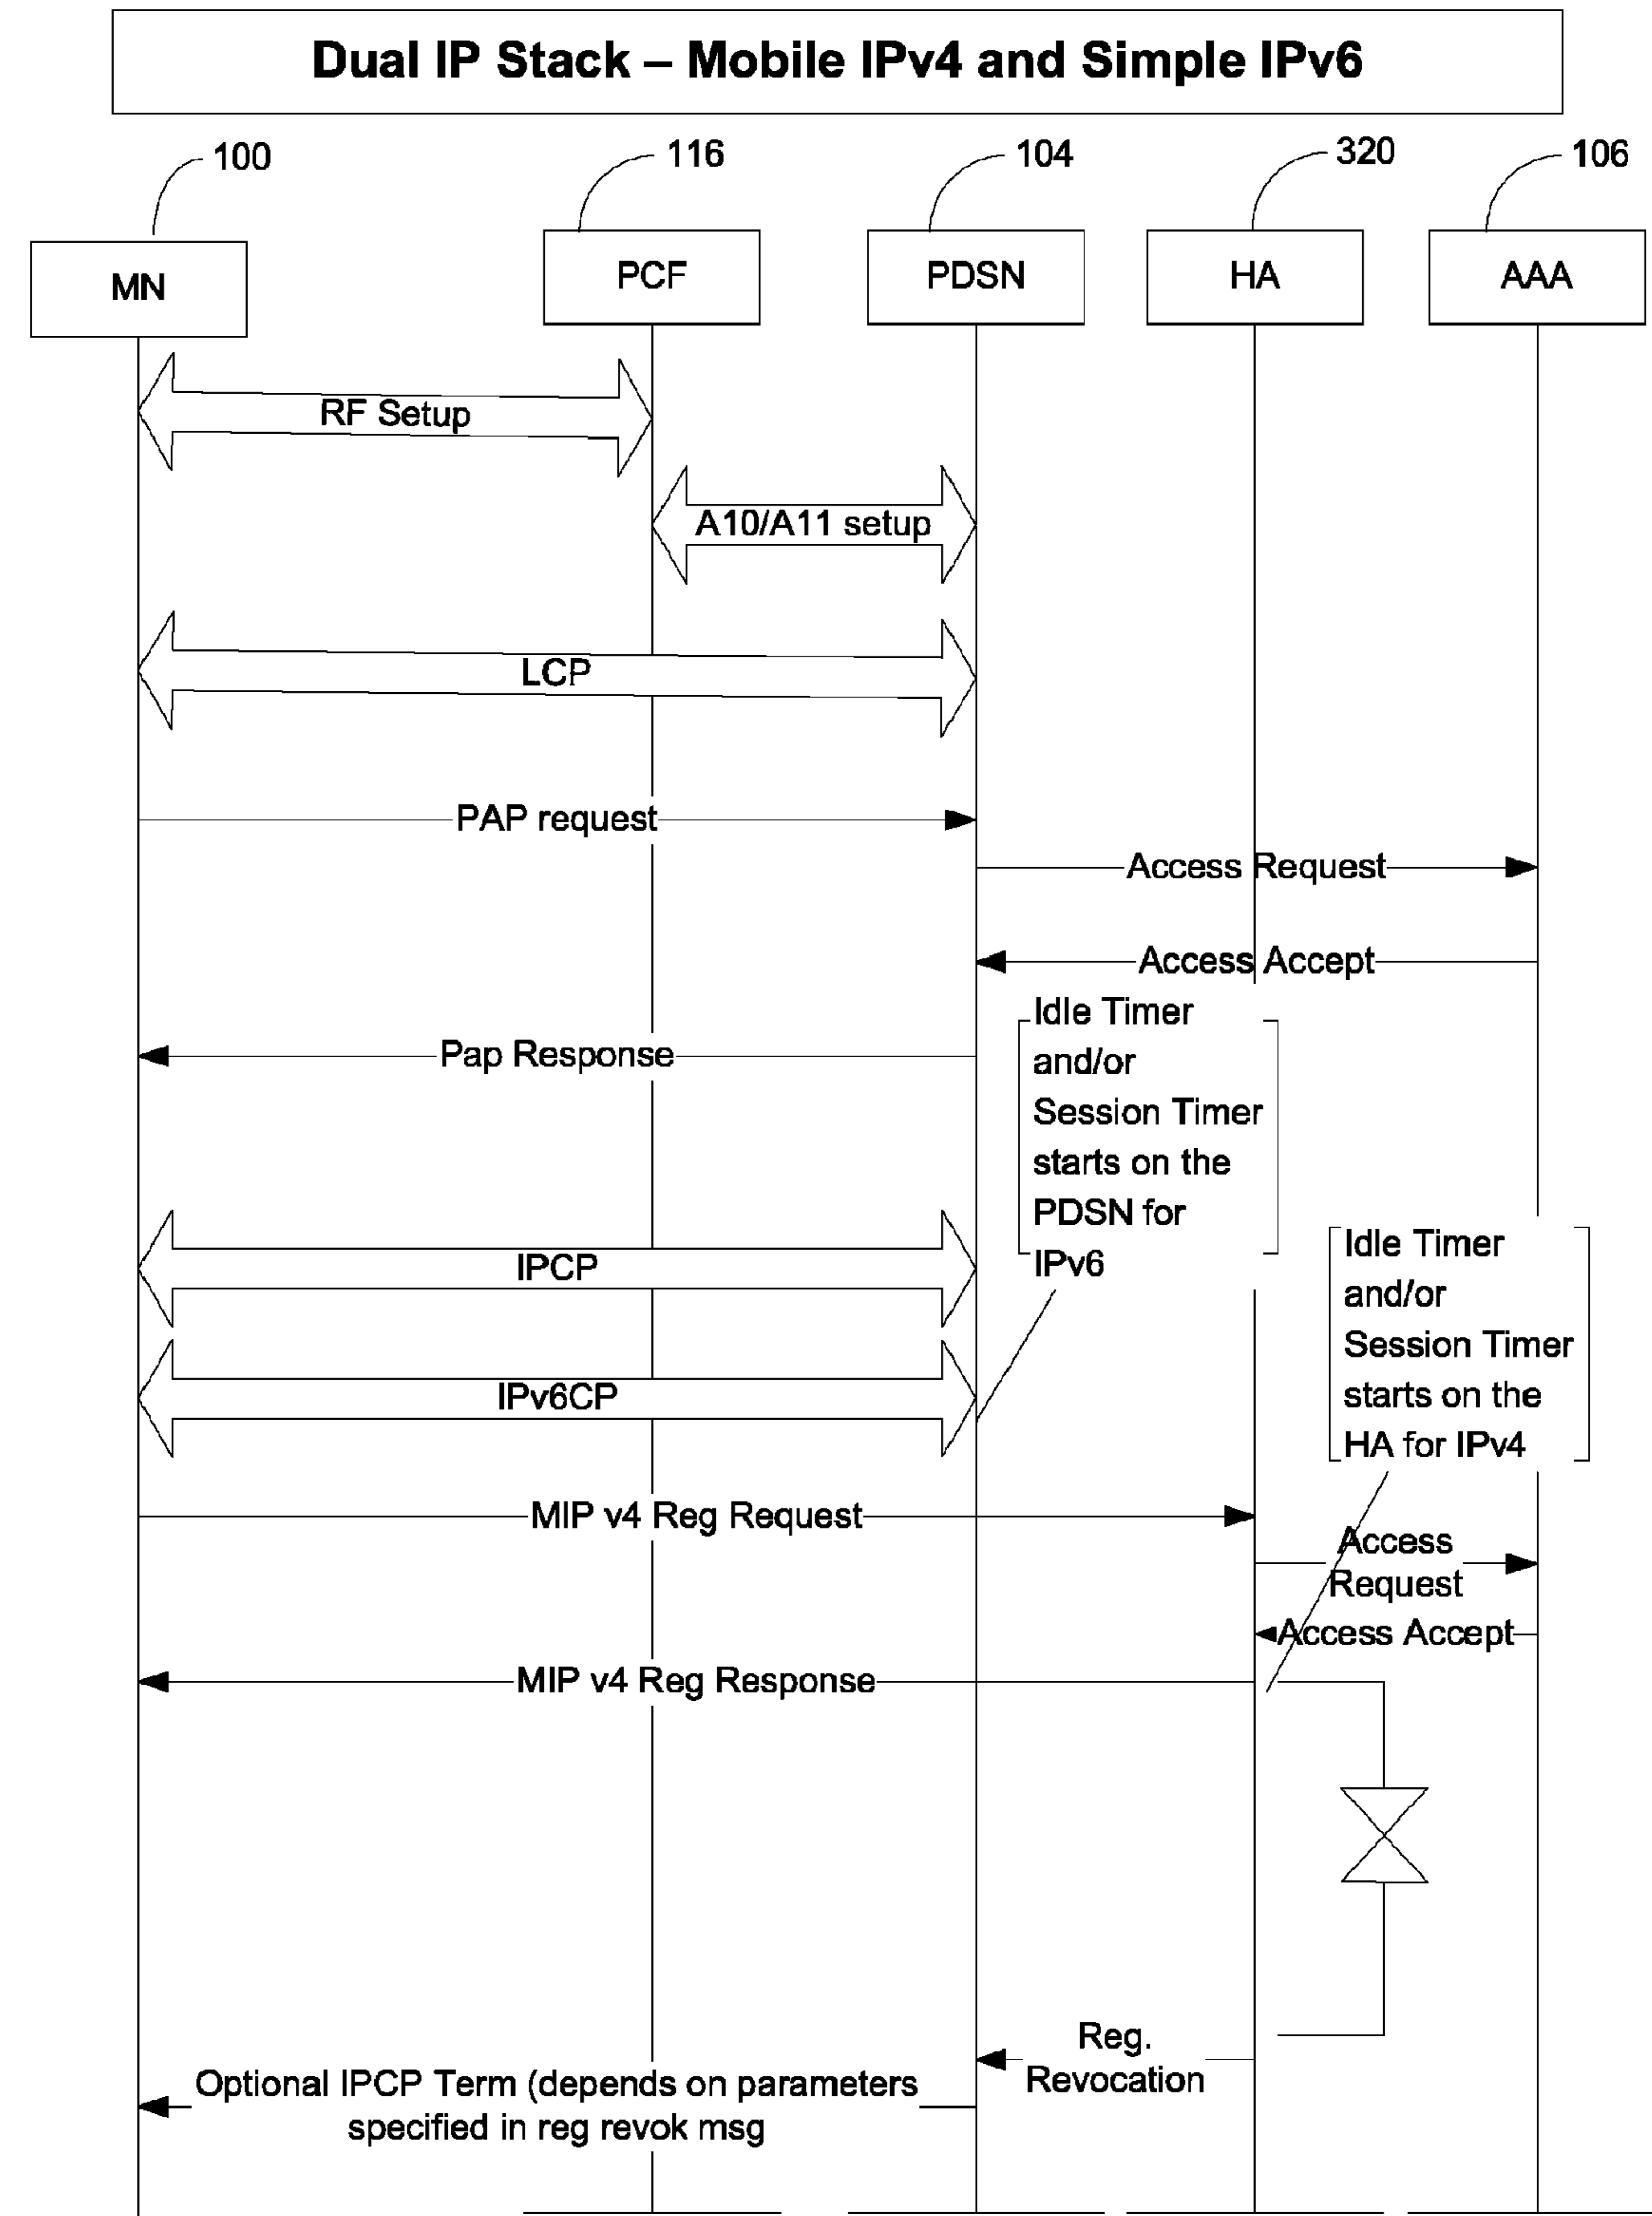 Dual IP Stack – Mobile IPv4 and Simple IPv6
100
116
104
320
106
MN
PCF
PDSN
HA
AAA
RF Setup
A10/A11 setup
LCP
PAP request
Access Request
Access Accept
Pap Response
Idle Timer
and/or
Session Timer
starts on the
PDSN for
IPv6
IPCP
Idle Timer
and/or
Session Timer
starts on the
HA for IPv4
IPv6CP
MIP v4 Reg Request
Access
Request
Access Accept
MIP v4 Reg Response
Reg.
Revocation
Optional IPCP Term (depends on parameters
specified in reg revok msg